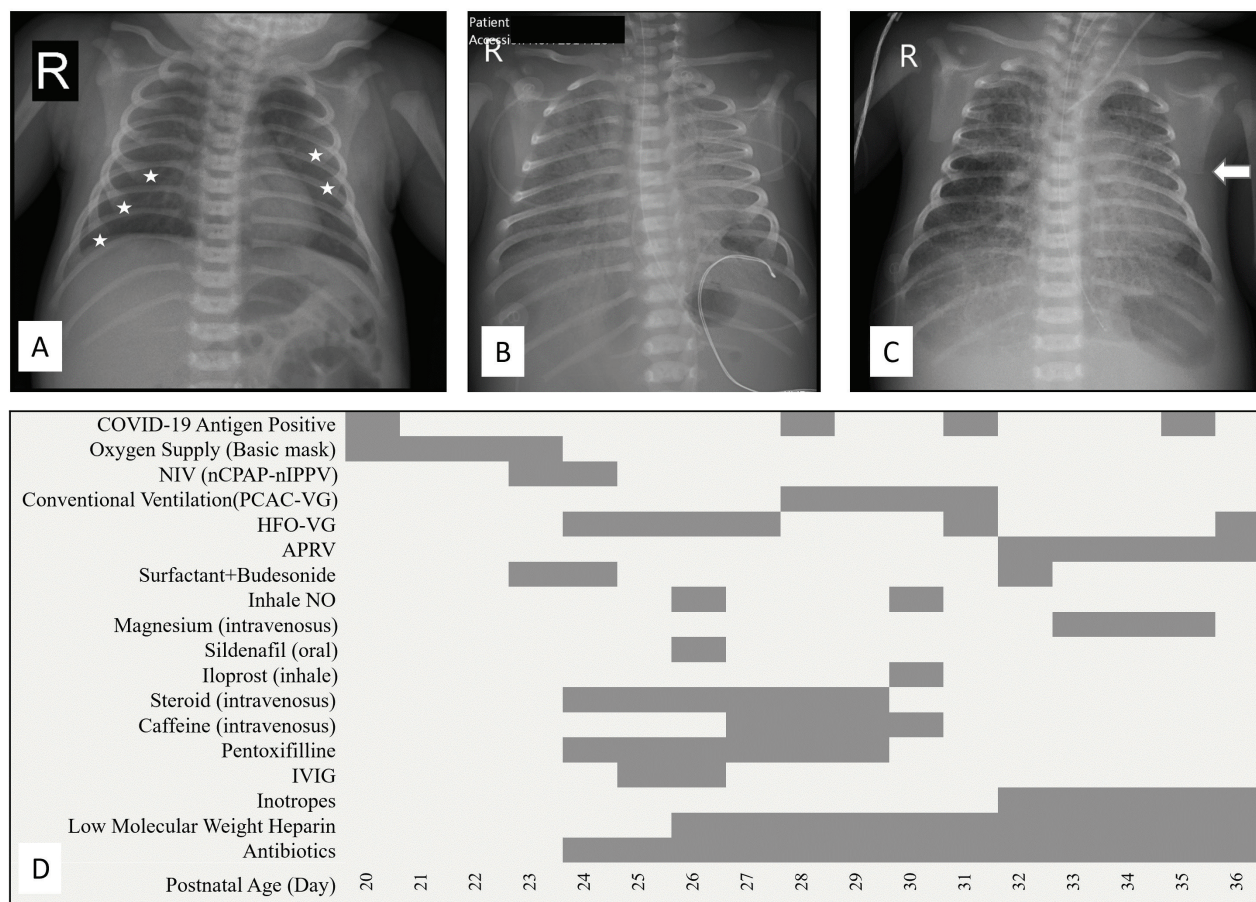 R
A
Patient
R
B
R
C
COVID-19 Antigen Positive
Oxygen Supply (Basic mask)
NIV (nCPAP-nIPPV)
Conventional Ventilation(PCAC-VG)
HFO-VG
APRV
Surfactant+Budesonide
Inhale NO
Magnesium (intravenosus)
Sildenafil (oral)
Iloprost (inhale)
Steroid (intravenosus)
Caffeine (intravenosus)
Pentoxifilline
IVIG
Inotropes
Low Molecular Weight Heparin
Antibiotics
D
Postnatal Age (Day) 20 21 22 23 24 25 26 27 28 29 30 31 32 33 34 35 36